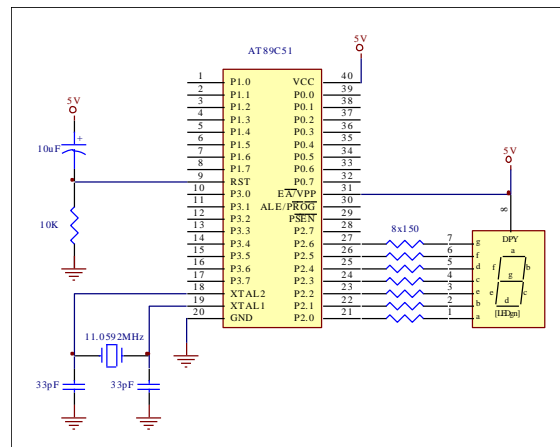 AT89C51
5V
1 P1.0 VCC 40
2 P1.1 P0.0 39
3 P1.2 P0.1 38
4 P1.3 P0.2 37
5 P1.4 P0.3 36
6 P1.5 P0.4 35
7 P1.6 P0.5 34
8 P1.7 P0.6 33
9 RST P0.7 32
10 P3.0 EA/VPP 31
11 P3.1 ALE/PROG 30
12 P3.2 PSEN 29
13 P3.3 P2.7 28
14 P3.4 P2.6 27
15 P3.5 P2.5 26
16 P3.6 P2.4 25
17 P3.7 P2.3 24
18 XTAL2 P2.2 23
19 XTAL1 P2.1 22
20 GND P2.0 21
5V
10uF
+
10K
11.0592MHz
33pF
33pF
8x150
5V
8
DPY
7 g
6 f
5 d
4 c
3 e
2 b
1 a
a
f b
g
e c
d
[LEDgn]